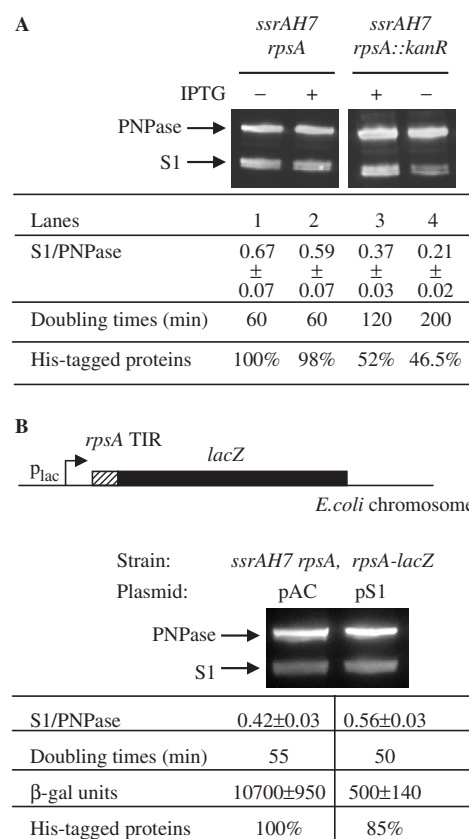 A
ssrAH7 ssrAH7
rpsA rpsA::kanR
IPTG – + + –
PNPase
S1
Lanes 1 2 3 4
S1/PNPase 0.67 0.59 0.37 0.21
± ± ± ±
0.07 0.07 0.03 0.02
Doubling times (min) 60 60 120 200
His-tagged proteins 100% 98% 52% 46.5%
B
rpsA TIR
lacZ
plac
E.coli chromosome
Strain: ssrAH7 rpsA, rpsA-lacZ
Plasmid: pAC pS1
PNPase
S1
S1/PNPase 0.42±0.03 0.56±0.03
Doubling times (min) 55 50
β-gal units 10700±950 500±140
His-tagged proteins 100% 85%